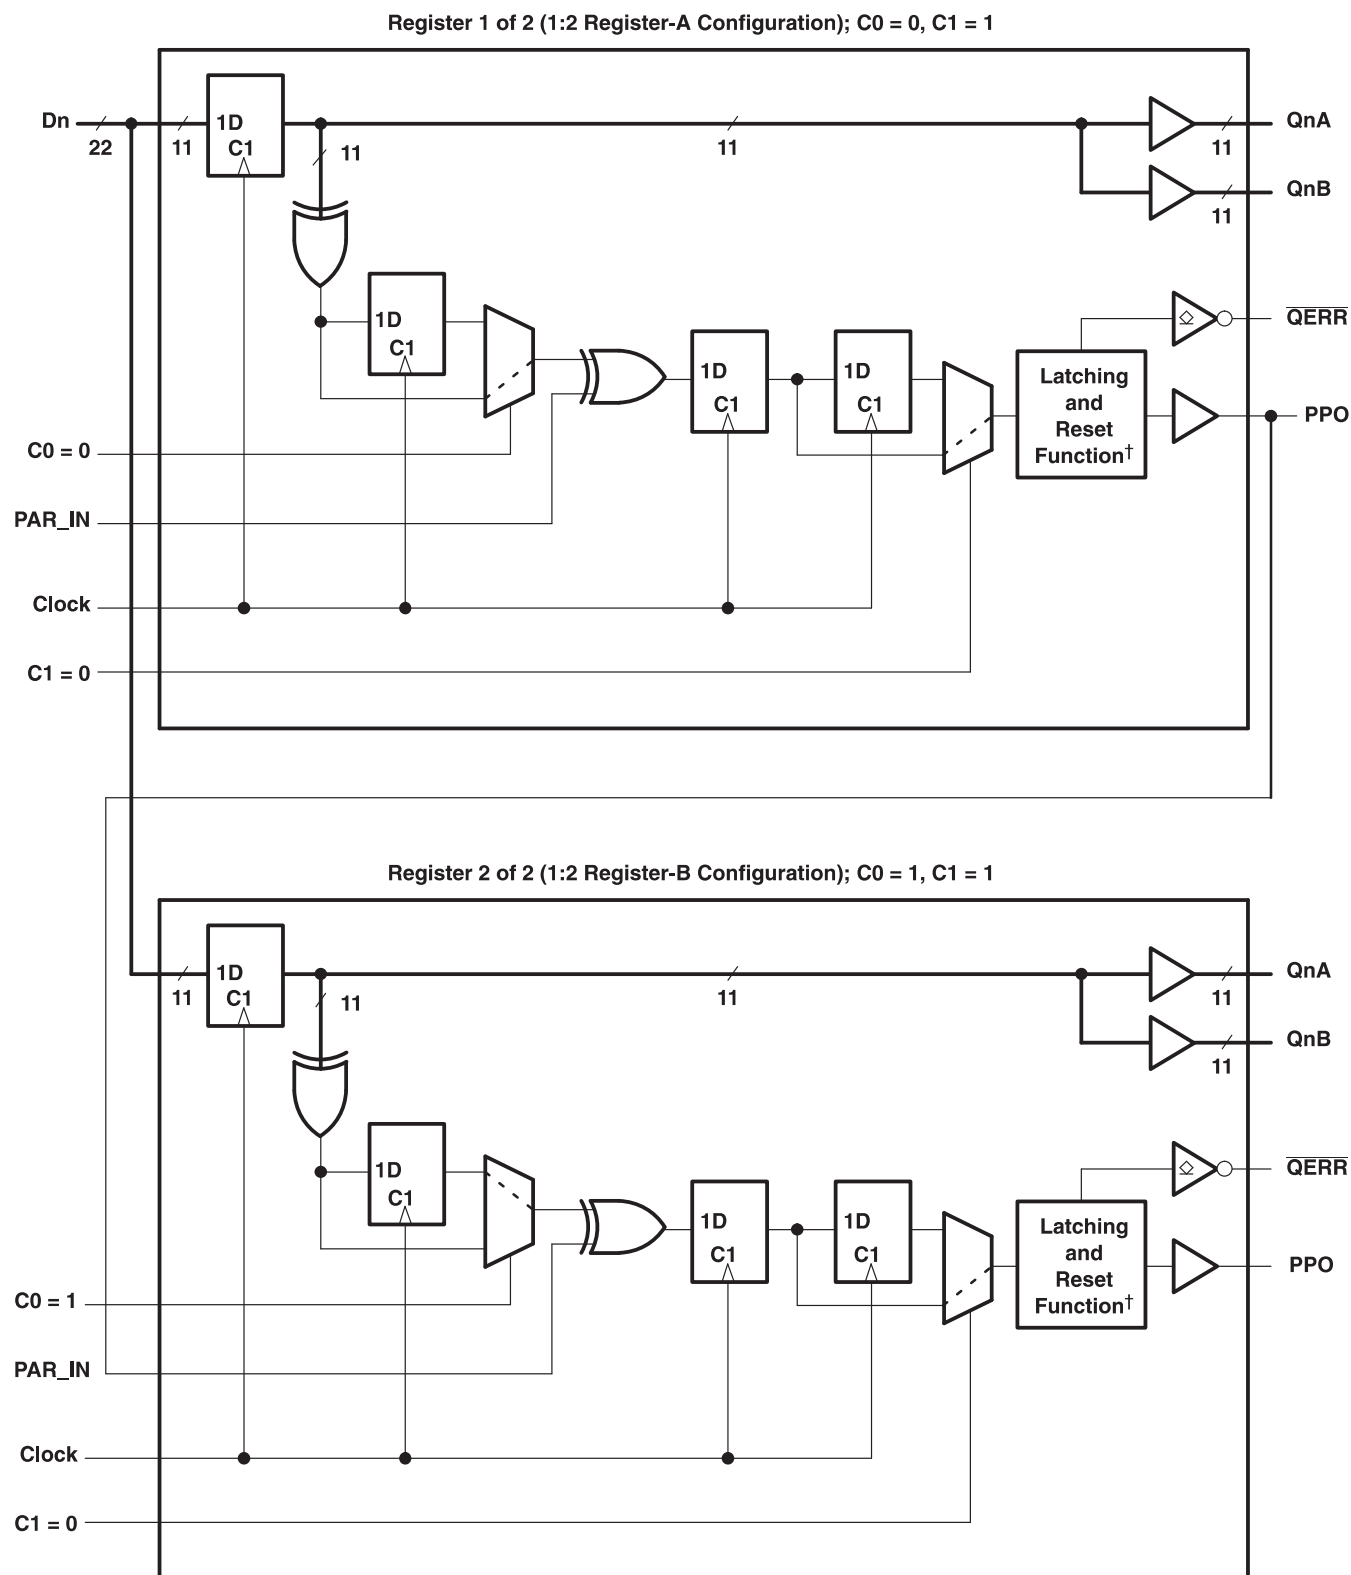 Register 1 of 2 (1:2 Register-A Configuration); C0 = 0, C1 = 1
Dn
22
11
1D
C1
11
11
11
QnA
11
QnB
1D
C1
1D
C1
1D
C1
Latching
and
Reset
Function†
QERR
PPO
C0 = 0
PAR_IN
Clock
C1 = 0
Register 2 of 2 (1:2 Register-B Configuration); C0 = 1, C1 = 1
11
1D
C1
11
11
11
QnA
11
QnB
1D
C1
1D
C1
1D
C1
Latching
and
Reset
Function†
QERR
PPO
C0 = 1
PAR_IN
Clock
C1 = 0